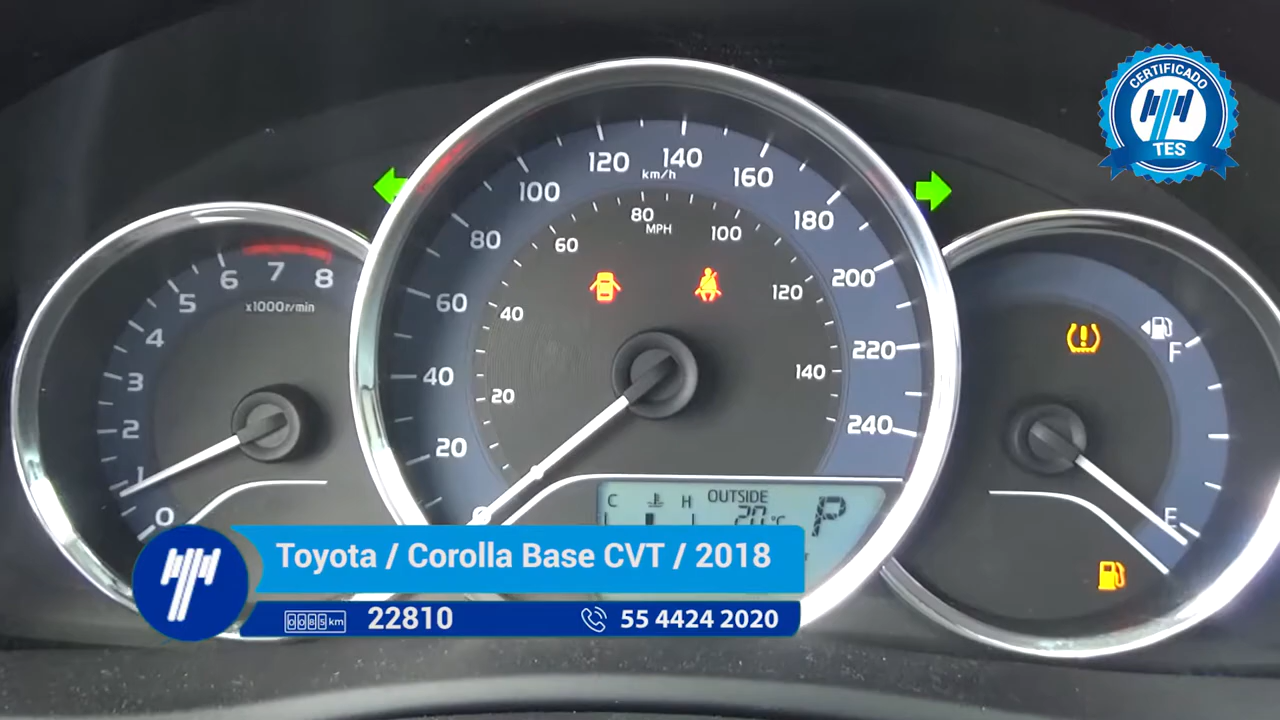 CERTIFICADO
TES
120
140
km/h
100
160
80
180
60
200
40
220
20
240
80
MPH
60
100
40
120
20
140
0
1
2
3
4
5
6
7
8
x1000r/min
F
E
C
H
OUTSIDE
20°C
P
Toyota / Corolla Base CVT / 2018
0085 km
22810
55 4424 2020